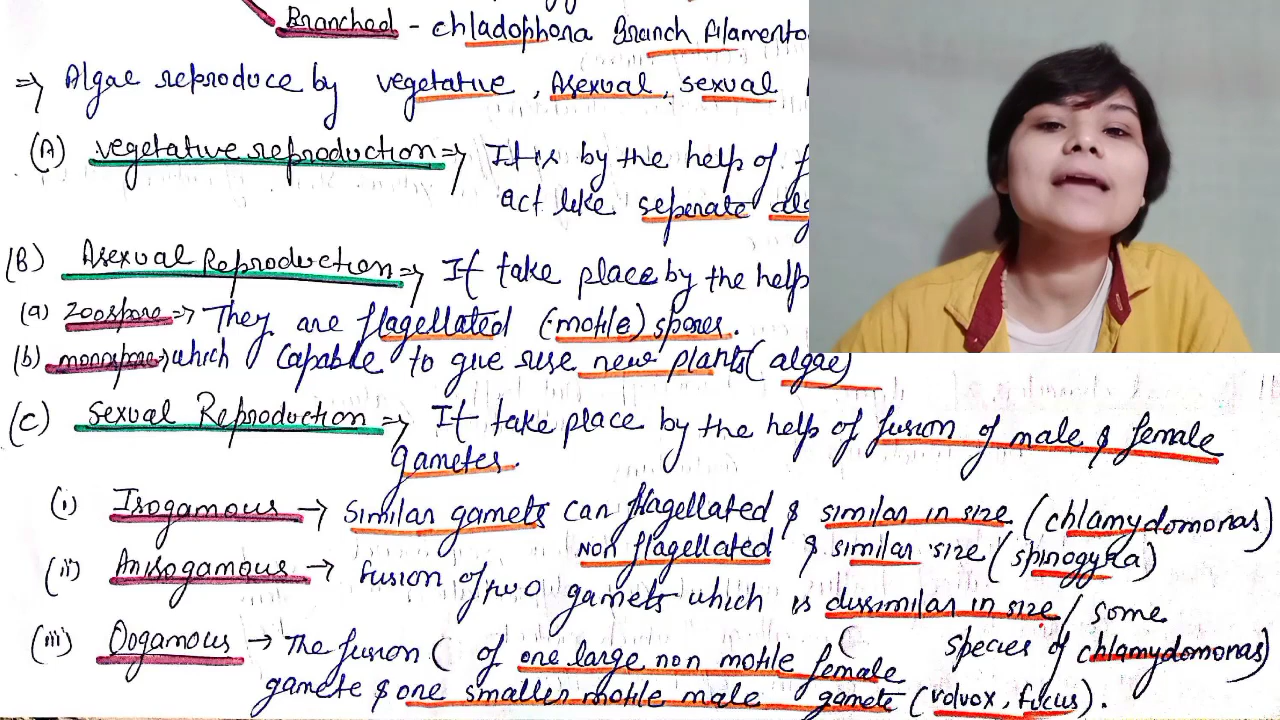 Branched - chladophora Branch filamento
=> Algae reproduce by vegetative, Asexual, sexual
(A) vegetative reproduction => It is by the help of f
act like seperate alg
(B) Asexual Reproduction => It take place by the help
(a) Zoospore => They are flagellated (motile) spores.
(b) monospore => which capable to give rise new plants (algae)
(C) Sexual Reproduction => It take place by the help of fusion of male & female
gametes.
(i) Isogamous → Similar gamets can flagellated & similar in size (chlamydomonas)
non flagellated & similar size (spirogyra)
(ii) Anisogamous → fusion of two gamets which is dissimilar in size / some
species of chlamydomonas)
(iii) Oogamous → The fusion ( of one large non motile female
gamete & one smaller motile male gamete (volvox, fucus).